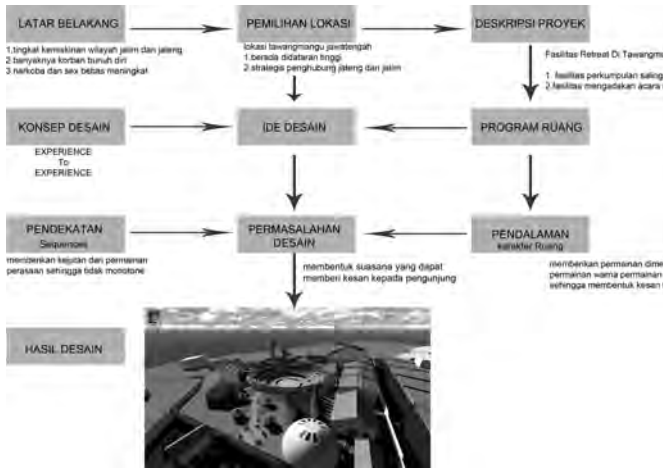 LATAR BELAKANG
PEMILIHAN LOKASI
DESKRIPSI PROYEK
1.tingkat kemiskinan wilayah jatim dan jateng
2 banyaknya korban bunuh diri
3 narkoba dan sex bebas meningkat
lokasi tawangmangu jawatengah
1 berada didataran tinggi
2.strategis penghubung jateng dan jatim
Fasilitas Retreat Di
1 fasilitas perkumpulan saling
2.fasilitas mengadakan acara
KONSEP DESAIN
IDE DESAIN
PROGRAM RUANG
EXPERIENCE
To
EXPERIENCE
PENDEKATAN
Sequences
PERMASALAHAN
DESAIN
PENDALAMAN
karakter Ruang
memberikan kejutan dan permainan
perasaan sehingga tidak monotone
membentuk suasana yang dapat
memberi kesan kepada pengunjung
memberikan permainan
permainan warna permainan
sehingga membentuk kesan
HASIL DESAIN